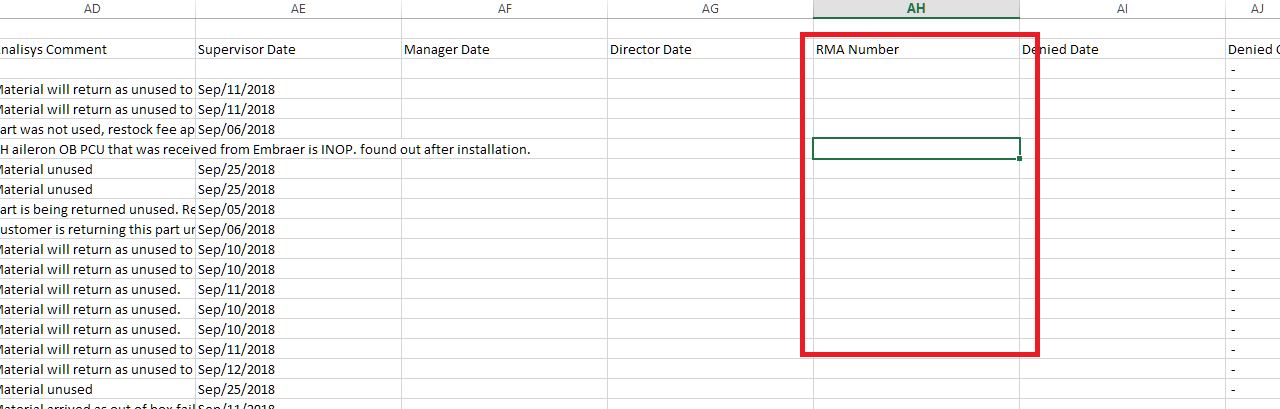 AD AE AF AG AH AI AJ
nalisys Comment Supervisor Date Manager Date Director Date RMA Number Denied Date Denied
-
Material will return as unused to Sep/11/2018 -
Material will return as unused to Sep/11/2018 -
art was not used, restock fee ap Sep/06/2018 -
H aileron OB PCU that was received from Embraer is INOP. found out after installation. -
Material unused Sep/25/2018 -
Material unused Sep/25/2018 -
art is being returned unused. Re Sep/05/2018 -
ustomer is returning this part un Sep/06/2018 -
Material will return as unused to Sep/10/2018 -
Material will return as unused to Sep/10/2018 -
Material will return as unused. Sep/11/2018 -
Material will return as unused. Sep/10/2018 -
Material will return as unused. Sep/10/2018 -
Material will return as unused to Sep/11/2018 -
Material will return as unused to Sep/12/2018 -
Material unused Sep/25/2018 -
Material arrived as out of box fail Sep/11/2018